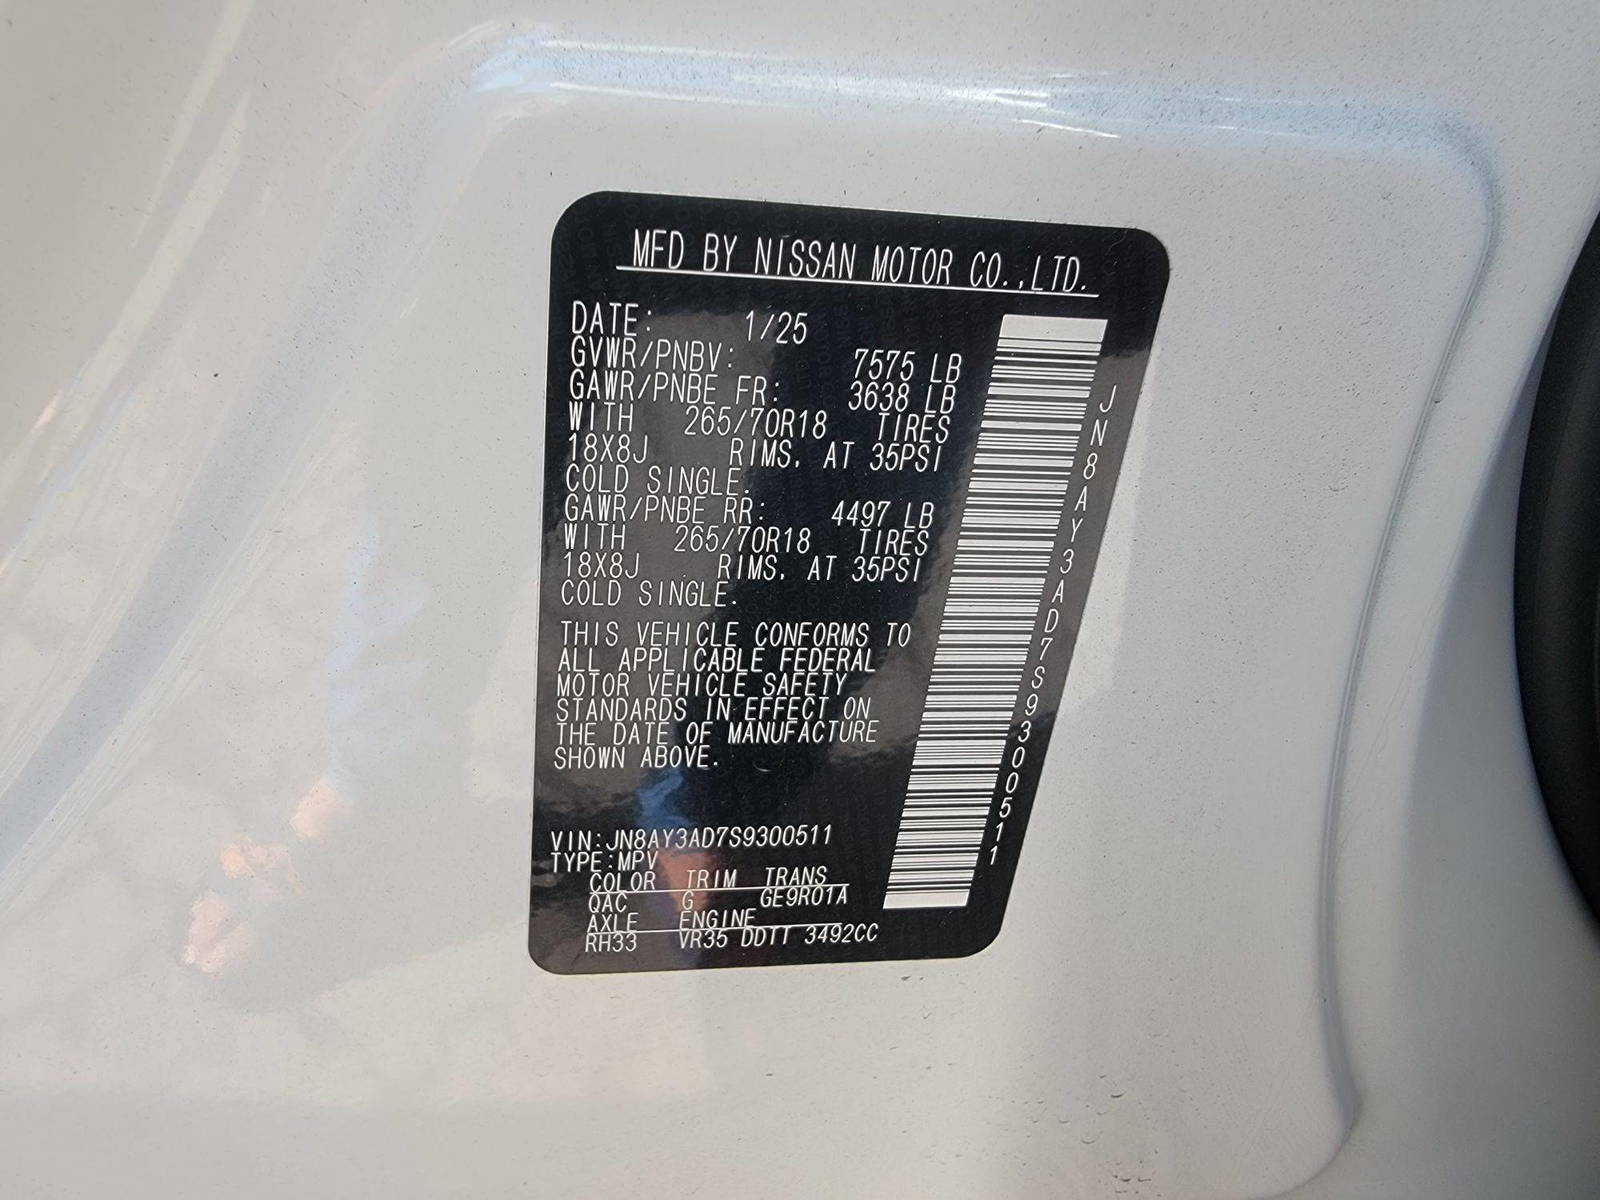 MFD BY NISSAN MOTOR CO.,LTD.
DATE: 1/25
GVWR/PNBV: 7575 LB
GAWR/PNBE FR: 3638 LB
WITH 265/70R18 TIRES
18X8J RIMS, AT 35PSI
COLD SINGLE.
GAWR/PNBE RR: 4497 LB
WITH 265/70R18 TIRES
18X8J RIMS, AT 35PSI
COLD SINGLE.
THIS VEHICLE CONFORMS TO
ALL APPLICABLE FEDERAL
MOTOR VEHICLE SAFETY
STANDARDS IN EFFECT ON
THE DATE OF MANUFACTURE
SHOWN ABOVE.
VIN:JN8AY3AD7S9300511
TYPE:MPV
COLOR TRIM TRANS
QAC G GE9R01A
AXLE ENGINE
RH33 VR35 DDTT 3492CC
JN8AY3AD7S9300511